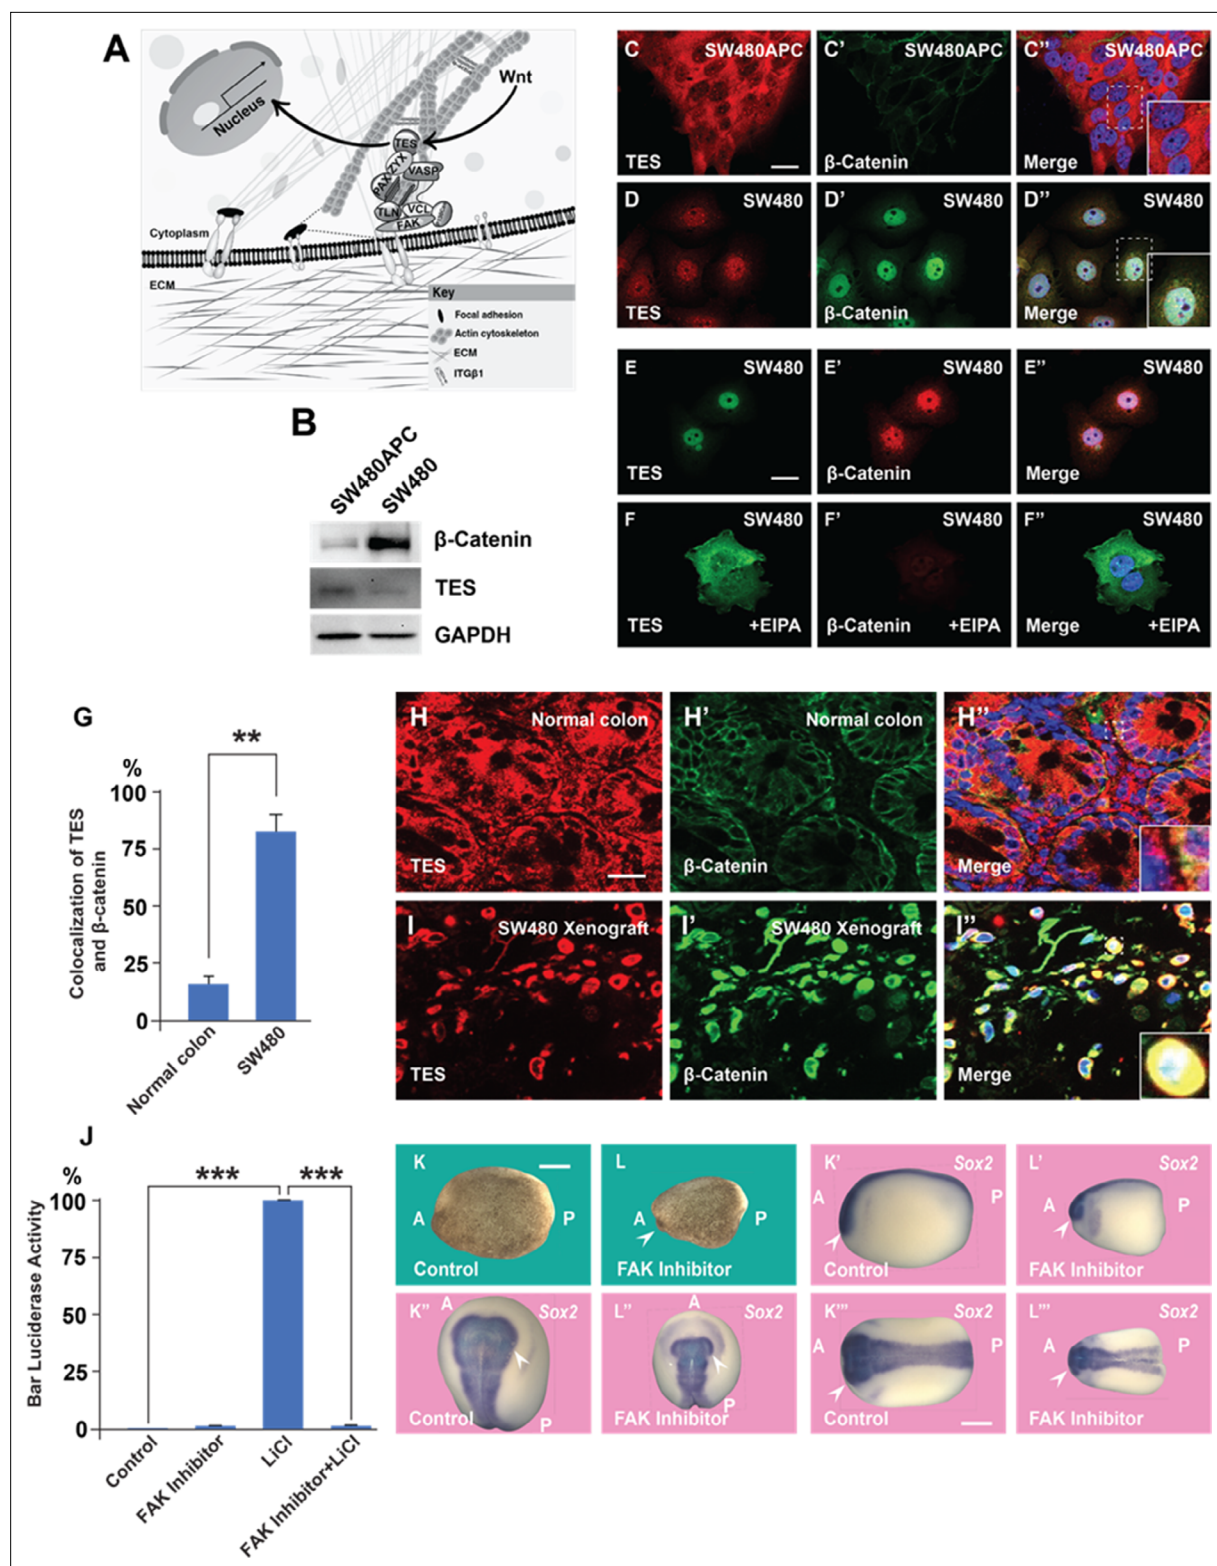 A
Nucleus
Wnt
TES
ZYX
PAX
VASP
TLN
VCL
FAK
Cytoplasm
ECM
Key
Focal adhesion
Actin cytoskeleton
ECM
ITGβ1
B
SW480APC
SW480
β-Catenin
TES
GAPDH
C SW480APC
TES
C' SW480APC
β-Catenin
C" SW480APC
Merge
D SW480
TES
D' SW480
β-Catenin
D" SW480
Merge
E SW480
TES
E' SW480
β-Catenin
E" SW480
Merge
F SW480
TES +EIPA
F' SW480
β-Catenin +EIPA
F" SW480
Merge +EIPA
G
**
%
100
75
50
25
0
Colocalization of TES
and β-catenin
Normal colon
SW480
H Normal colon
TES
H' Normal colon
β-Catenin
H"
Merge
I SW480 Xenograft
TES
I' SW480 Xenograft
β-Catenin
I"
Merge
J
%
*** ***
100
75
50
25
0
Bar Luciderase Activity
Control
FAK Inhibitor
LiCl
FAK Inhibitor+LiCl
K
A P
Control
L
A P
FAK Inhibitor
K' Sox2
A P
Control
L' Sox2
A P
FAK Inhibitor
K" A Sox2
Control P
L" A Sox2
P
FAK Inhibitor
K"' Sox2
A P
Control
L"' Sox2
A P
FAK Inhibitor